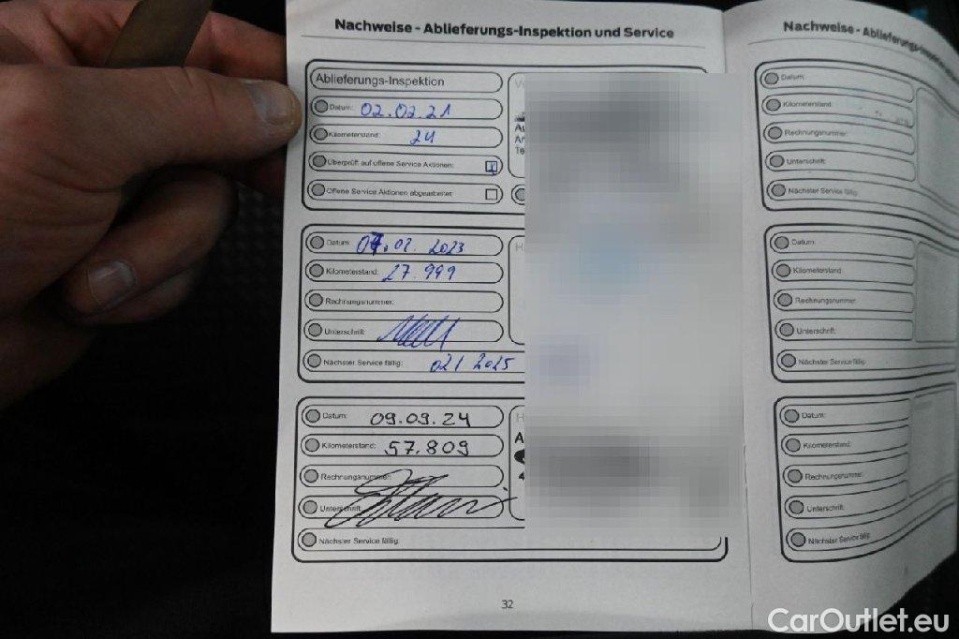 Nachweise - Ablieferungs-Inspektion und Service
Ablieferungs-Inspektion
Datum: 02.02.21
Kilometerstand: 24
Überprüft auf offene Service Aktionen:
Offene Service Aktionen abgearbeitet
Datum: 07.02.2023
Kilometerstand: 27.999
Rechnungsnummer:
Unterschrift:
Nächster Service fällig: 02/2025
Datum: 09.09.24
Kilometerstand: 57.809
Rechnungsnummer
Unterschrift:
Nächster Service fällig:
32
Nachweise - Ablieferungs-Inspektion
Datum:
Kilometerstand:
Rechnungsnummer:
Unterschrift:
Nächster Service fällig:
Datum:
Kilometerstand
Rechnungsnummer:
Unterschrift:
Nächster Service fällig:
Datum:
Kilometerstand:
Rechnungsnummer:
Unterschrift:
Nächster Service fällig:
CarOutlet.eu